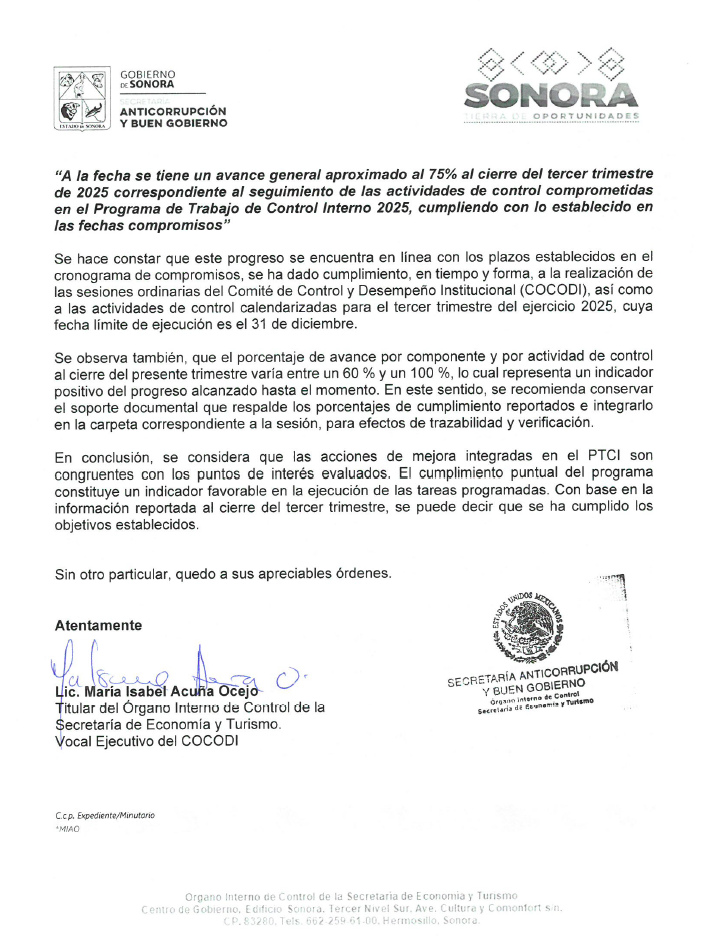 GOBIERNO
DE SONORA
SECRETARÍA
ANTICORRUPCIÓN
Y BUEN GOBIERNO
ESTADO DE SONORA
SONORA
TIERRA DE OPORTUNIDADES
“A la fecha se tiene un avance general aproximado al 75% al cierre del tercer trimestre
de 2025 correspondiente al seguimiento de las actividades de control comprometidas
en el Programa de Trabajo de Control Interno 2025, cumpliendo con lo establecido en
las fechas compromisos”
Se hace constar que este progreso se encuentra en línea con los plazos establecidos en el
cronograma de compromisos, se ha dado cumplimiento, en tiempo y forma, a la realización de
las sesiones ordinarias del Comité de Control y Desempeño Institucional (COCODI), así como
a las actividades de control calendarizadas para el tercer trimestre del ejercicio 2025, cuya
fecha límite de ejecución es el 31 de diciembre.
Se observa también, que el porcentaje de avance por componente y por actividad de control
al cierre del presente trimestre varía entre un 60 % y un 100 %, lo cual representa un indicador
positivo del progreso alcanzado hasta el momento. En este sentido, se recomienda conservar
el soporte documental que respalde los porcentajes de cumplimiento reportados e integrarlo
en la carpeta correspondiente a la sesión, para efectos de trazabilidad y verificación.
En conclusión, se considera que las acciones de mejora integradas en el PTCI son
congruentes con los puntos de interés evaluados. El cumplimiento puntual del programa
constituye un indicador favorable en la ejecución de las tareas programadas. Con base en la
información reportada al cierre del tercer trimestre, se puede decir que se ha cumplido los
objetivos establecidos.
Sin otro particular, quedo a sus apreciables órdenes.
Atentamente
Lic. María Isabel Acuña Ocejo
Titular del Órgano Interno de Control de la
Secretaría de Economía y Turismo.
Vocal Ejecutivo del COCODI
ESTADOS UNIDOS MEXICANOS
SECRETARÍA ANTICORRUPCIÓN
Y BUEN GOBIERNO
Órgano Interno de Control
Secretaría de Economía y Turismo
C.c.p. Expediente/Minutario
*MIAO
Organo Interno de Control de la Secretaria de Economia y Turismo
Centro de Gobierno, Edificio Sonora, Tercer Nivel Sur, Ave. Cultura y Comonfort s/n.
CP. 83280, Tels. 662-259-61-00, Hermosillo, Sonora.